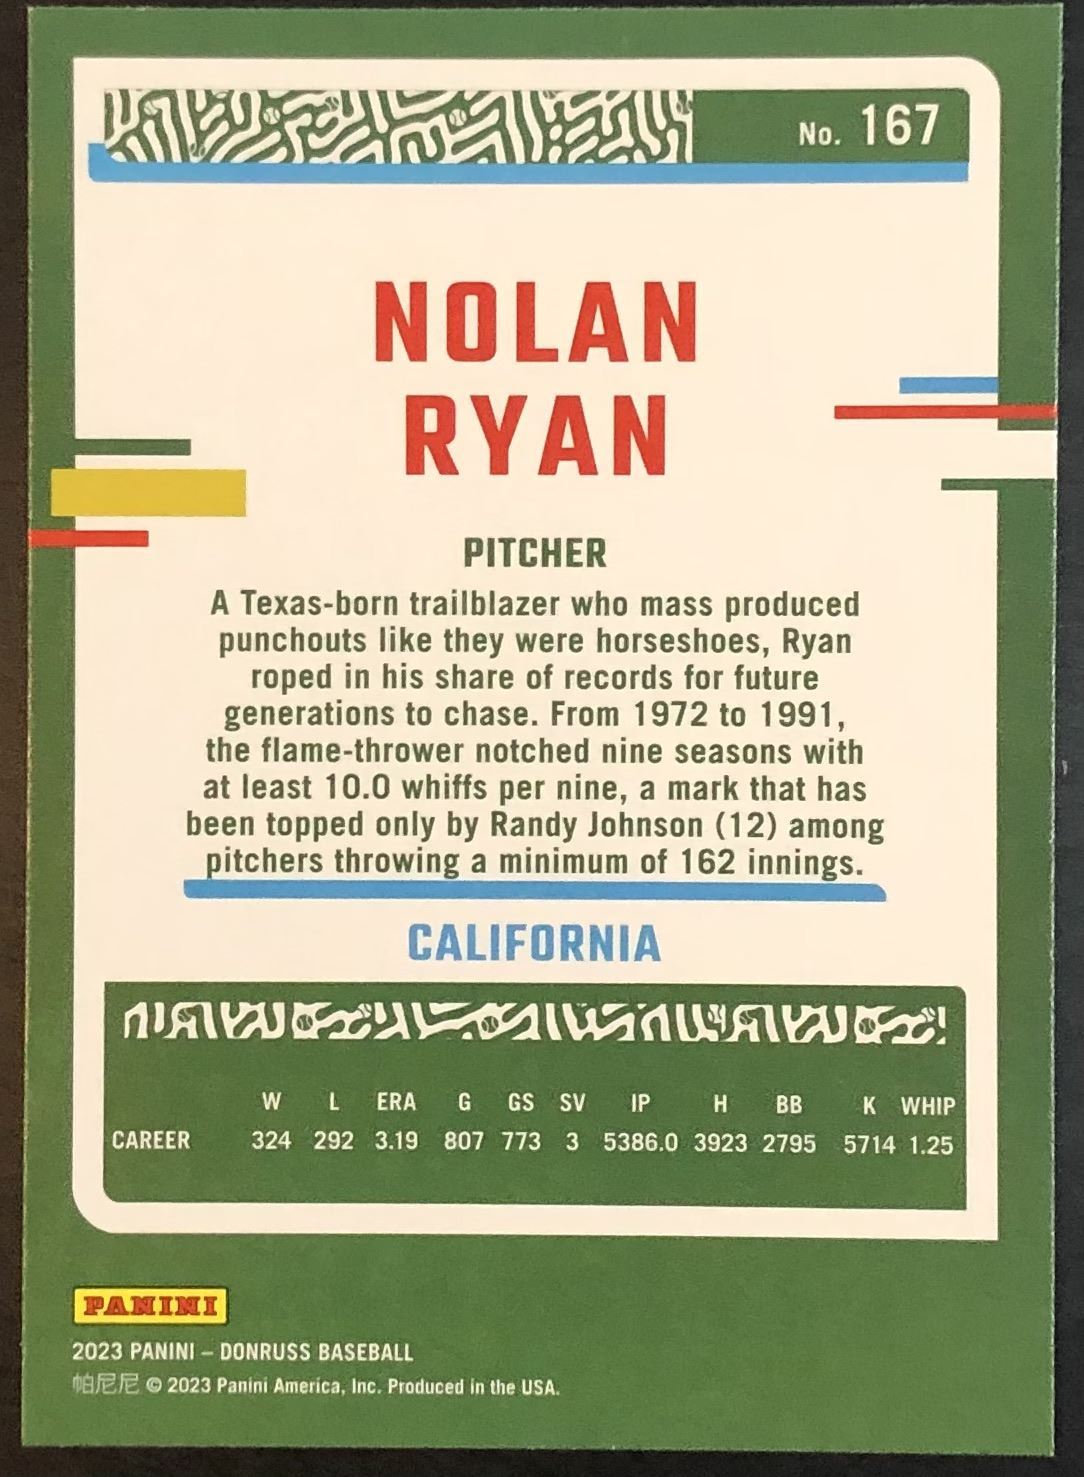 No. 167
NOLAN
RYAN
PITCHER
A Texas-born trailblazer who mass produced
punchouts like they were horseshoes, Ryan
roped in his share of records for future
generations to chase. From 1972 to 1991,
the flame-thrower notched nine seasons with
at least 10.0 whiffs per nine, a mark that has
been topped only by Randy Johnson (12) among
pitchers throwing a minimum of 162 innings.
CALIFORNIA
W L ERA G GS SV IP H BB K WHIP
CAREER 324 292 3.19 807 773 3 5386.0 3923 2795 5714 1.25
PANINI
2023 PANINI – DONRUSS BASEBALL
帕尼尼 © 2023 Panini America, Inc. Produced in the USA.